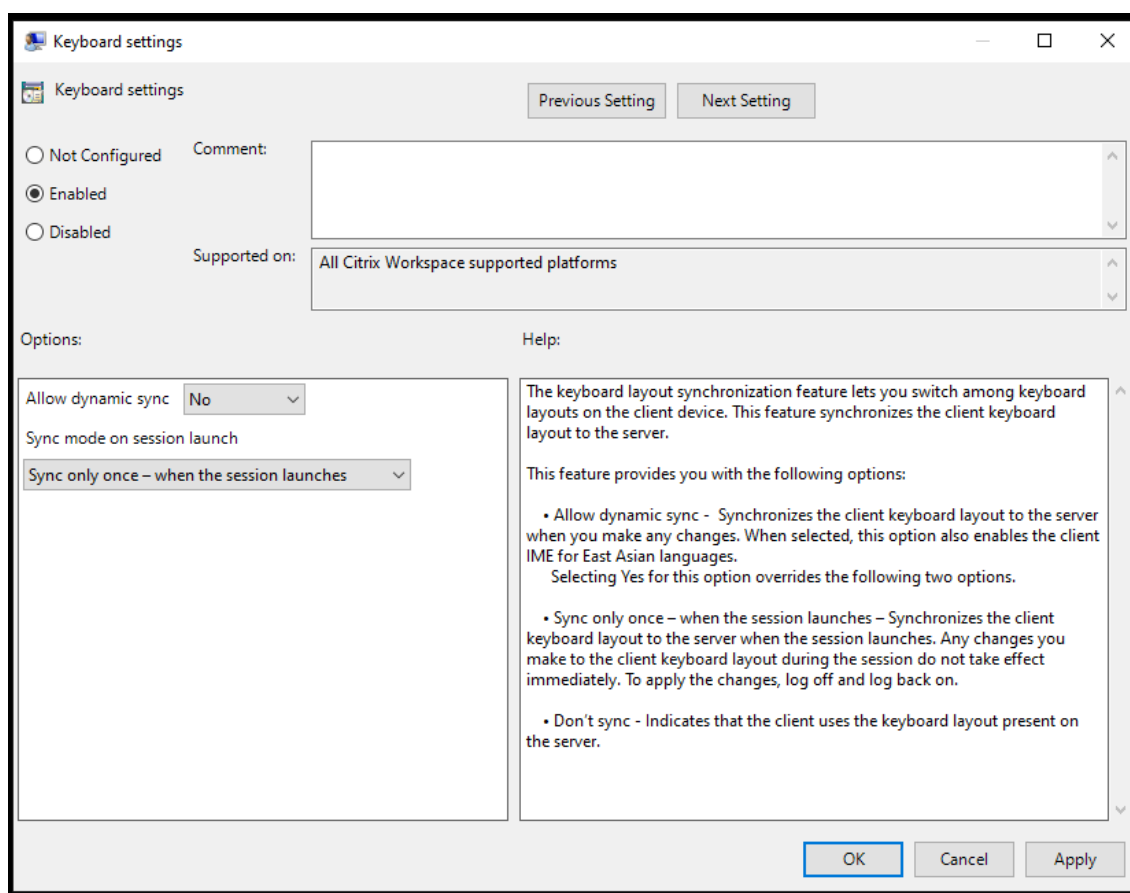 Keyboard settings
Keyboard settings
Previous Setting
Next Setting
Not Configured
Enabled
Disabled
Comment:
Supported on:
All Citrix Workspace supported platforms
Options:
Help:
Allow dynamic sync
No
Sync mode on session launch
Sync only once – when the session launches
The keyboard layout synchronization feature lets you switch among keyboard
layouts on the client device. This feature synchronizes the client keyboard
layout to the server.
This feature provides you with the following options:
• Allow dynamic sync - Synchronizes the client keyboard layout to the server
when you make any changes. When selected, this option also enables the client
IME for East Asian languages.
Selecting Yes for this option overrides the following two options.
• Sync only once – when the session launches – Synchronizes the client
keyboard layout to the server when the session launches. Any changes you
make to the client keyboard layout during the session do not take effect
immediately. To apply the changes, log off and log back on.
• Don’t sync - Indicates that the client uses the keyboard layout present on
the server.
OK
Cancel
Apply